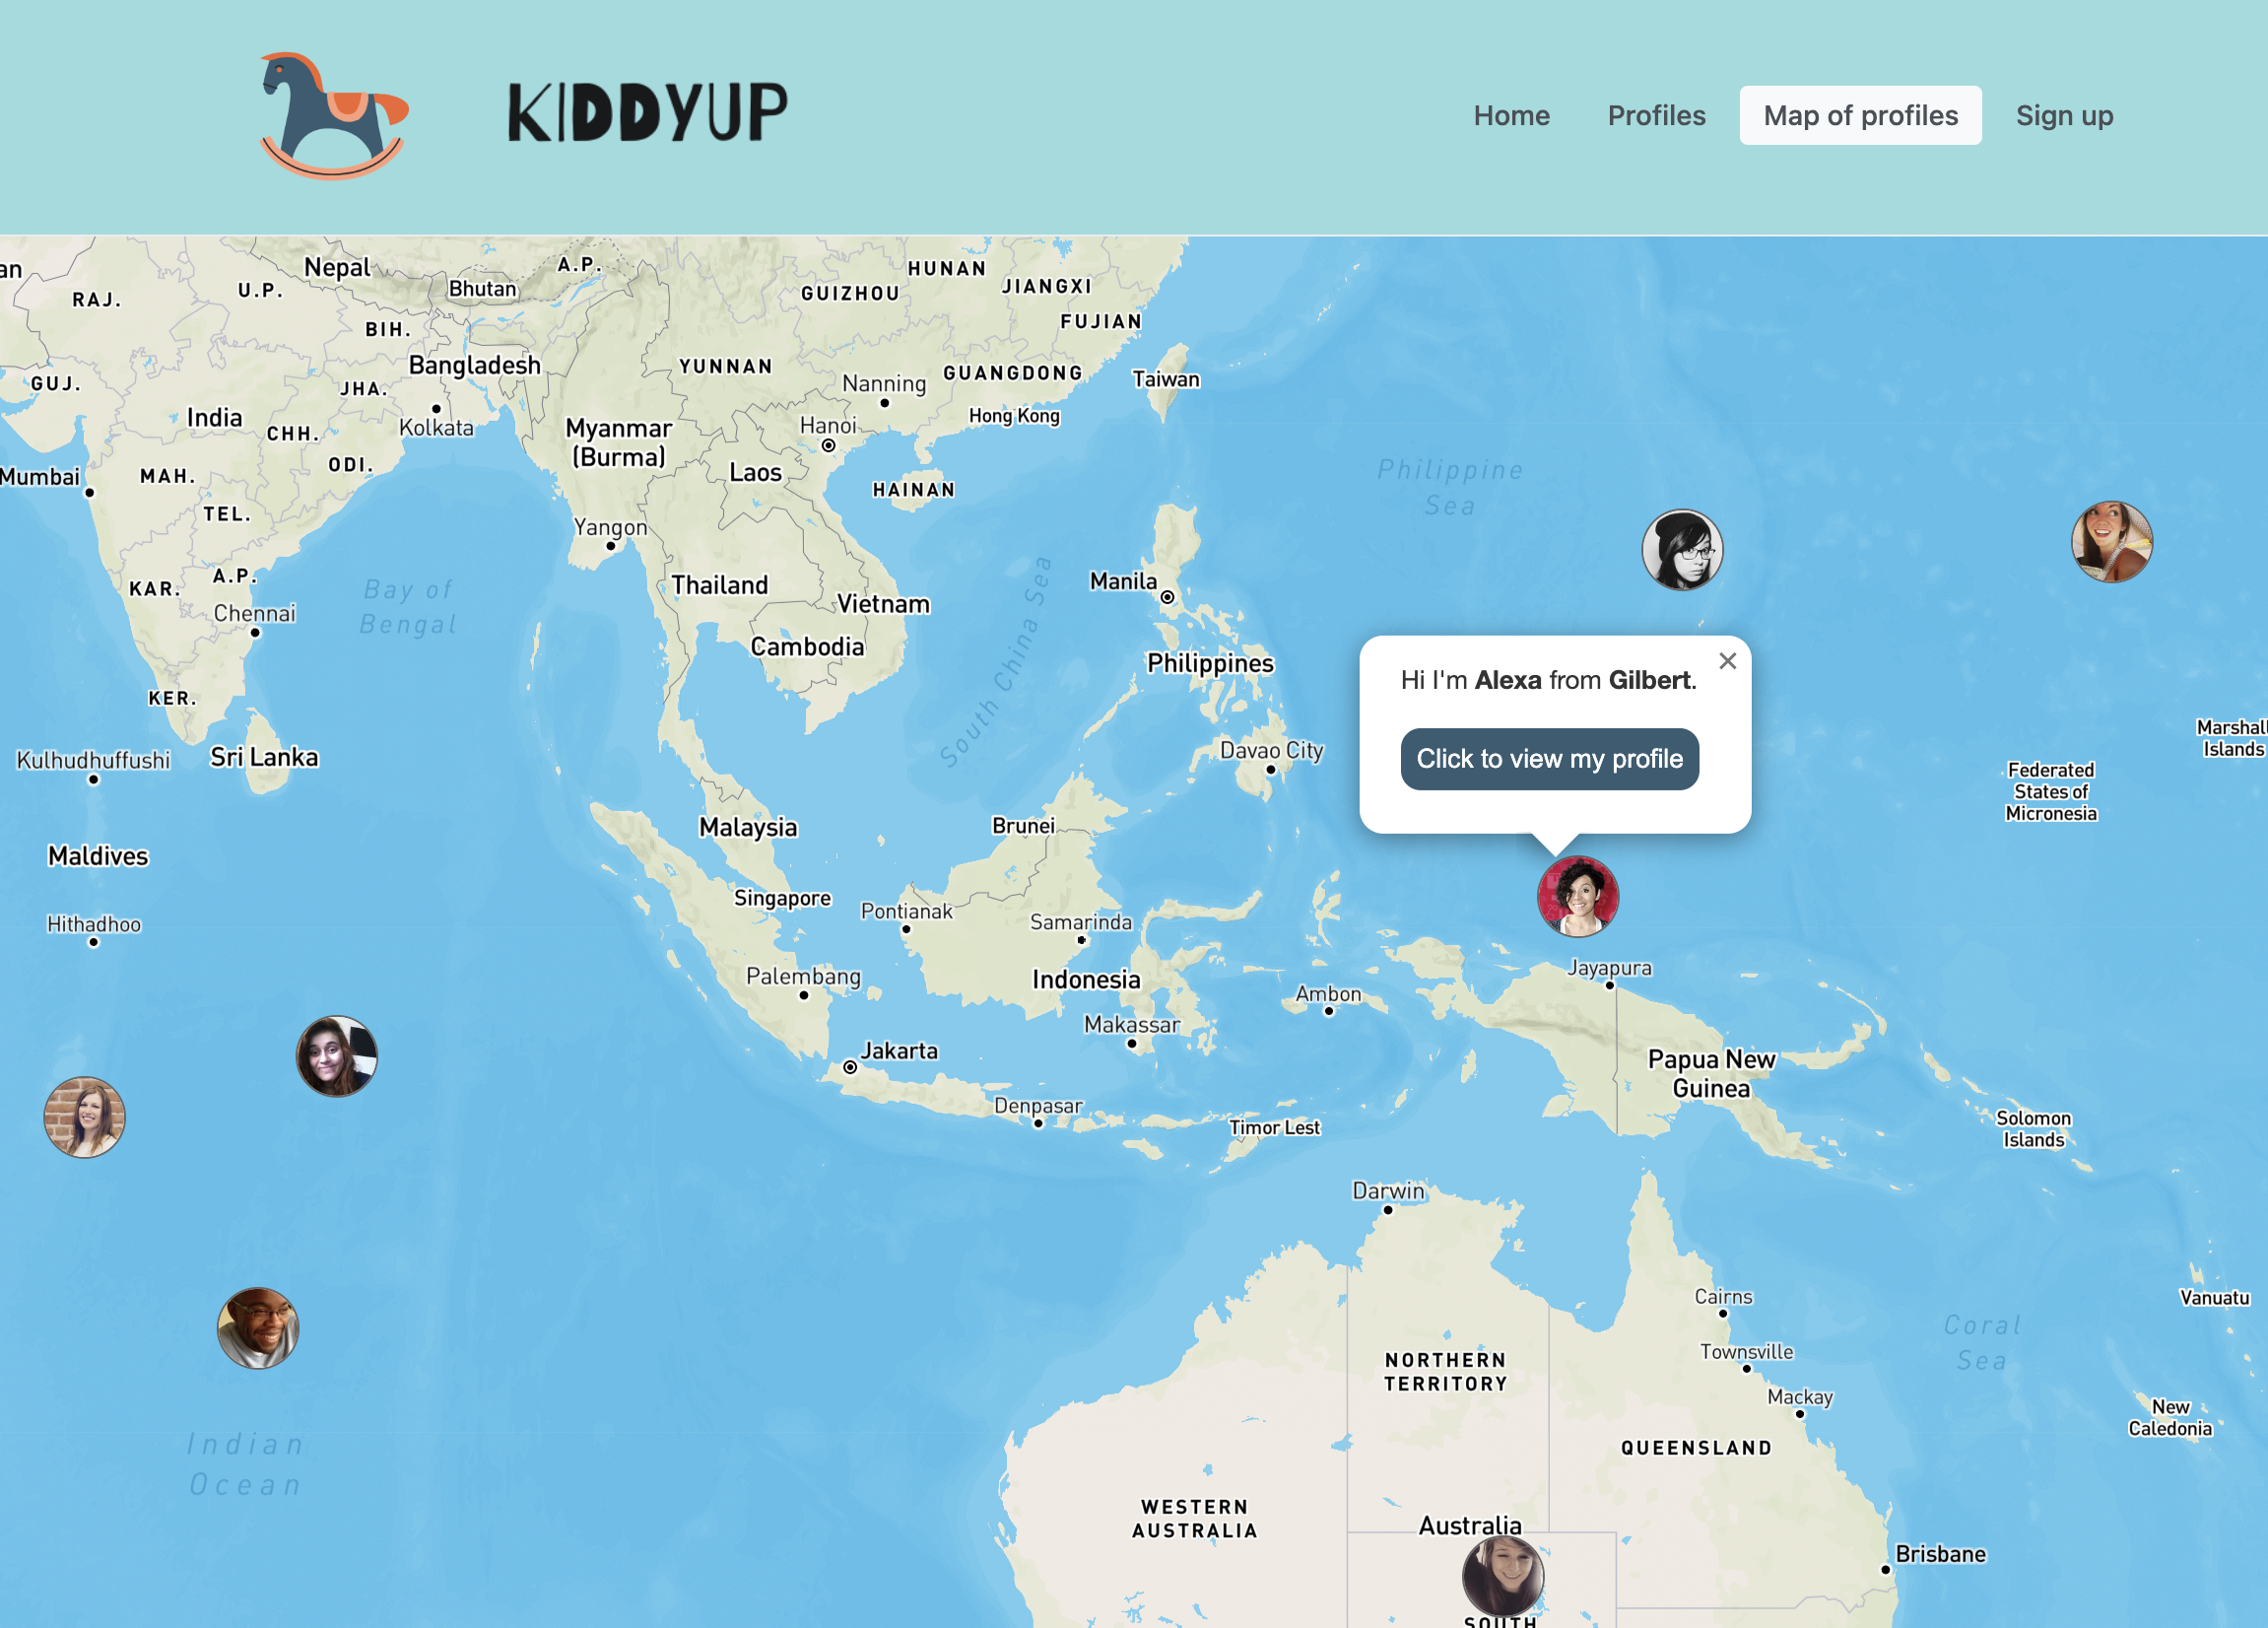 KIDDYUP
Home
Profiles
Map of profiles
Sign up
an
Nepal
A.P.
HUNAN
RAJ.
U.P.
Bhutan
GUIZHOU
JIANGXI
BIH.
FUJIAN
Bangladesh
YUNNAN
GUANGDONG
Taiwan
GUJ.
JHA.
Nanning
India
CHH.
Kolkata
Myanmar
(Burma)
Hanoi
Hong Kong
Mumbai
MAH.
ODI.
Laos
HAINAN
Philippine
Sea
TEL.
Yangon
KAR.
A.P.
Chennai
Bay of
Bengal
Thailand
Vietnam
Cambodia
South China Sea
Manila
Philippines
Hi I'm Alexa from Gilbert.
×
Click to view my profile
KER.
Kulhudhuffushi
Sri Lanka
Davao City
Marshall
Islands
Federated
States of
Micronesia
Maldives
Malaysia
Brunei
Hithadhoo
Singapore
Pontianak
Samarinda
Palembang
Indonesia
Ambon
Jayapura
Makassar
Jakarta
Papua New
Guinea
Denpasar
Timor Lest
Solomon
Islands
Darwin
Cairns
Vanuatu
Coral
Sea
Townsville
NORTHERN
TERRITORY
Mackay
New
Caledonia
Indian
Ocean
QUEENSLAND
WESTERN
AUSTRALIA
Australia
Brisbane
SOUTH